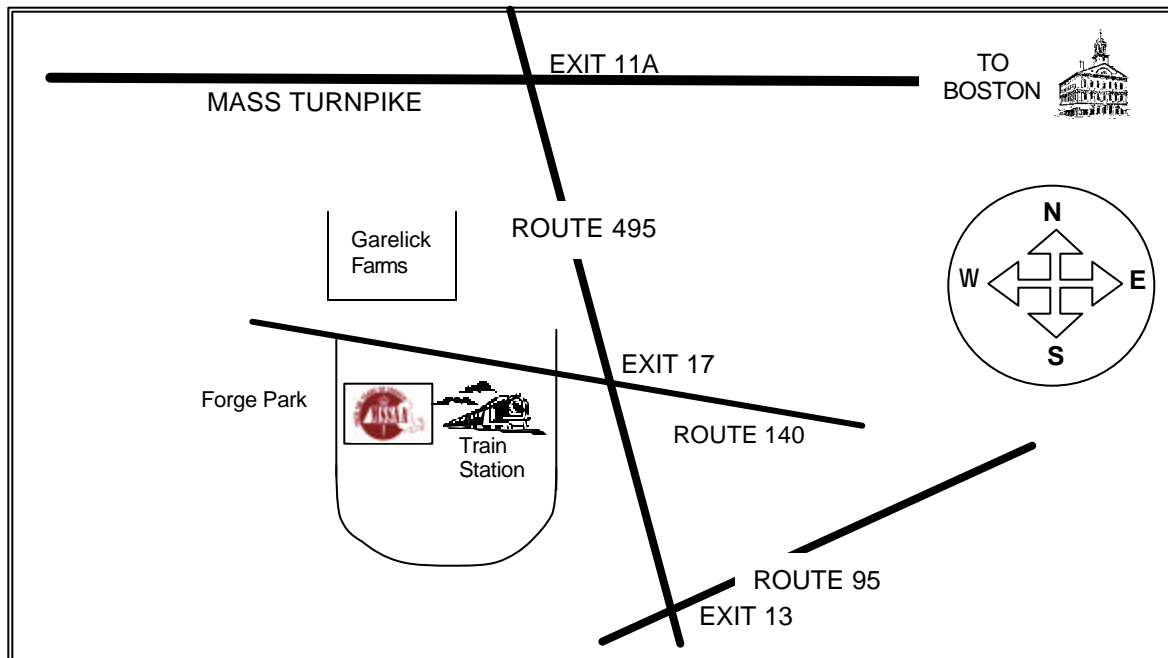 EXIT 11A
TO
BOSTON
MASS TURNPIKE
N
ROUTE 495
Garelick
Farms
W
E
S
EXIT 17
Forge Park
ROUTE 140
Train
Station
ROUTE 95
EXIT 13